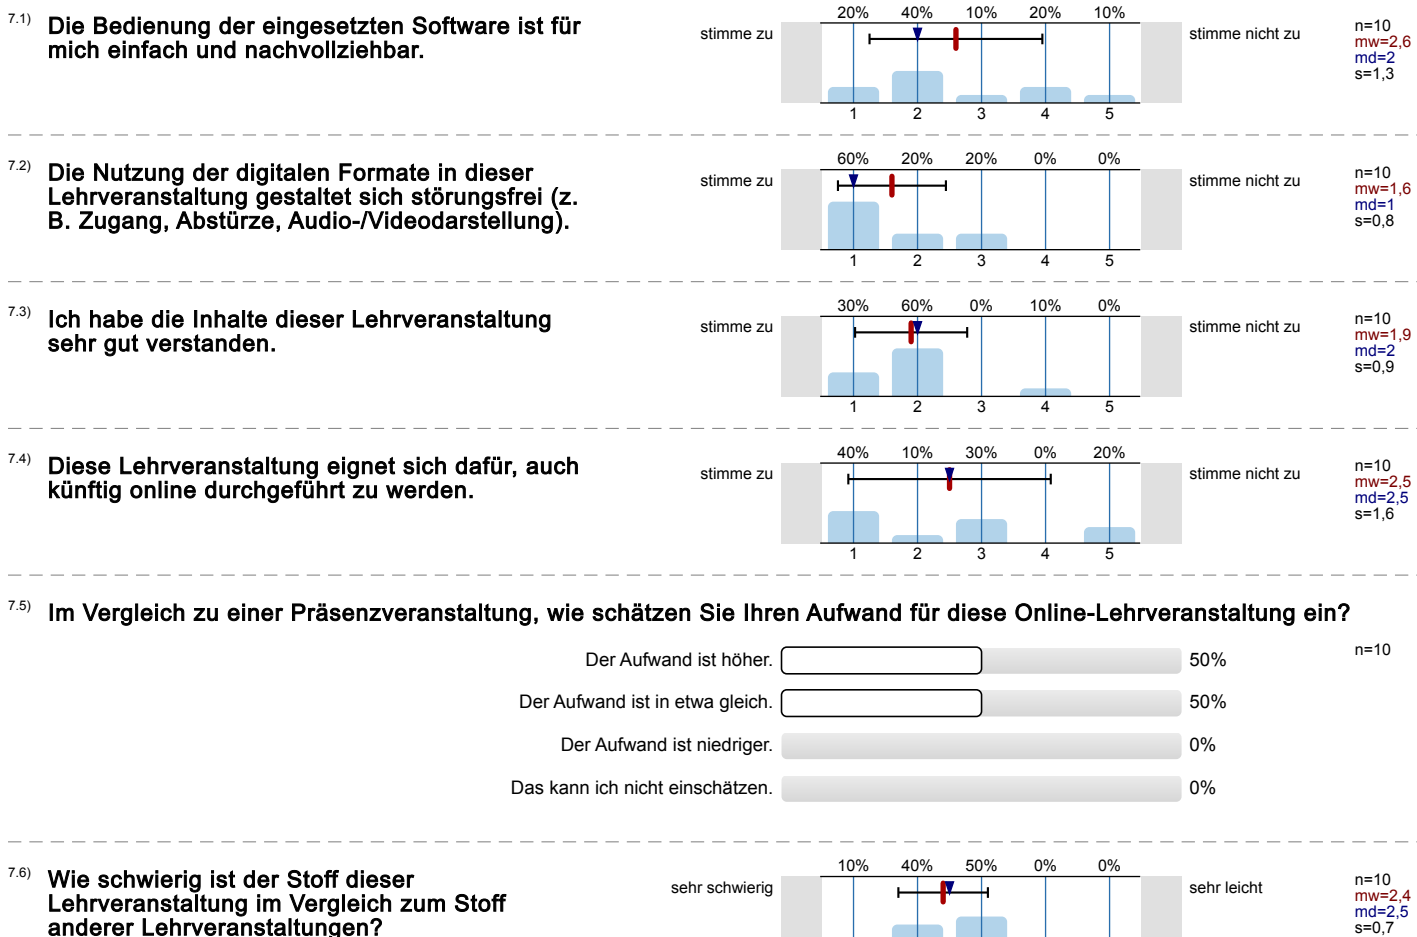 7.1) Die Bedienung der eingesetzten Software ist für
mich einfach und nachvollziehbar.
stimme zu
20% 40% 10% 20% 10%
1 2 3 4 5
stimme nicht zu
n=10
mw=2,6
md=2
s=1,3
7.2) Die Nutzung der digitalen Formate in dieser
Lehrveranstaltung gestaltet sich störungsfrei (z.
B. Zugang, Abstürze, Audio-/Videodarstellung).
stimme zu
60% 20% 20% 0% 0%
1 2 3 4 5
stimme nicht zu
n=10
mw=1,6
md=1
s=0,8
7.3) Ich habe die Inhalte dieser Lehrveranstaltung
sehr gut verstanden.
stimme zu
30% 60% 0% 10% 0%
1 2 3 4 5
stimme nicht zu
n=10
mw=1,9
md=2
s=0,9
7.4) Diese Lehrveranstaltung eignet sich dafür, auch
künftig online durchgeführt zu werden.
stimme zu
40% 10% 30% 0% 20%
1 2 3 4 5
stimme nicht zu
n=10
mw=2,5
md=2,5
s=1,6
7.5) Im Vergleich zu einer Präsenzveranstaltung, wie schätzen Sie Ihren Aufwand für diese Online-Lehrveranstaltung ein?
Der Aufwand ist höher. 50% n=10
Der Aufwand ist in etwa gleich. 50%
Der Aufwand ist niedriger. 0%
Das kann ich nicht einschätzen. 0%
7.6) Wie schwierig ist der Stoff dieser
Lehrveranstaltung im Vergleich zum Stoff
anderer Lehrveranstaltungen?
sehr schwierig
10% 40% 50% 0% 0%
sehr leicht
n=10
mw=2,4
md=2,5
s=0,7